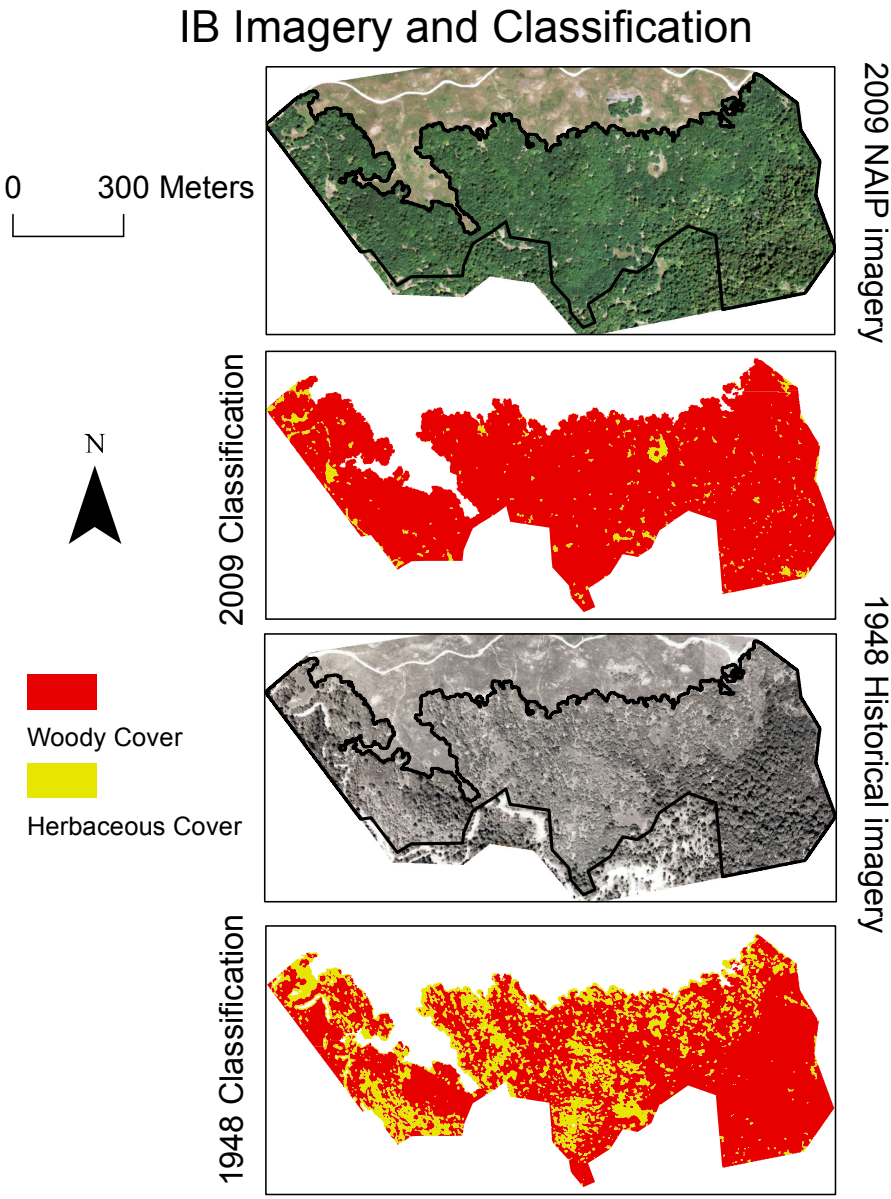 IB Imagery and Classification
2009 NAIP imagery
0 300 Meters
2009 Classification
N
1948 Historical imagery
Woody Cover
Herbaceous Cover
1948 Classification